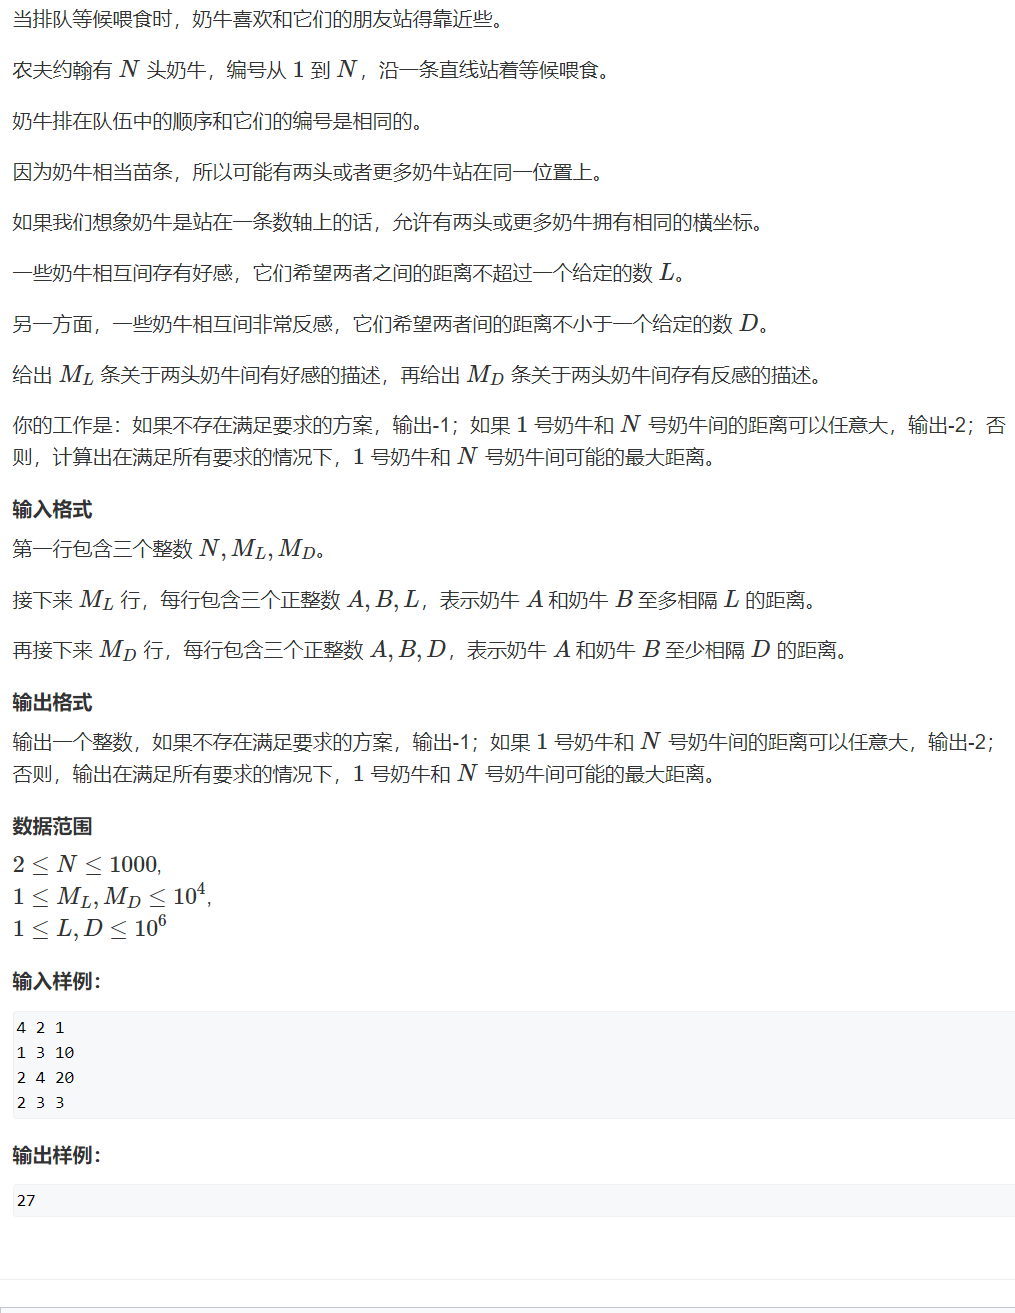 当排队等候喂食时，奶牛喜欢和它们的朋友站得靠近些。
农夫约翰有 N 头奶牛，编号从 1 到 N，沿一条直线站着等候喂食。
奶牛排在队伍中的顺序和它们的编号是相同的。
因为奶牛相当苗条，所以可能有两头或者更多奶牛站在同一位置上。
如果我们想象奶牛是站在一条数轴上的话，允许有两头或更多奶牛拥有相同的横坐标。
一些奶牛相互间存有好感，它们希望两者之间的距离不超过一个给定的数 L。
另一方面，一些奶牛相互间非常反感，它们希望两者间的距离不小于一个给定的数 D。
给出 M_L 条关于两头奶牛间有好感的描述，再给出 M_D 条关于两头奶牛间存有反感的描述。
你的工作是：如果不存在满足要求的方案，输出-1；如果 1 号奶牛和 N 号奶牛间的距离可以任意大，输出-2；否
则，计算出在满足所有要求的情况下，1 号奶牛和 N 号奶牛间可能的最大距离。
输入格式
第一行包含三个整数 N, M_L, M_D。
接下来 M_L 行，每行包含三个正整数 A, B, L，表示奶牛 A 和奶牛 B 至多相隔 L 的距离。
再接下来 M_D 行，每行包含三个正整数 A, B, D，表示奶牛 A 和奶牛 B 至少相隔 D 的距离。
输出格式
输出一个整数，如果不存在满足要求的方案，输出-1；如果 1 号奶牛和 N 号奶牛间的距离可以任意大，输出-2；
否则，输出在满足所有要求的情况下，1 号奶牛和 N 号奶牛间可能的最大距离。
数据范围
2 ≤ N ≤ 1000,
1 ≤ M_L, M_D ≤ 10^4,
1 ≤ L, D ≤ 10^6
输入样例：
4 2 1
1 3 10
2 4 20
2 3 3
输出样例：
27